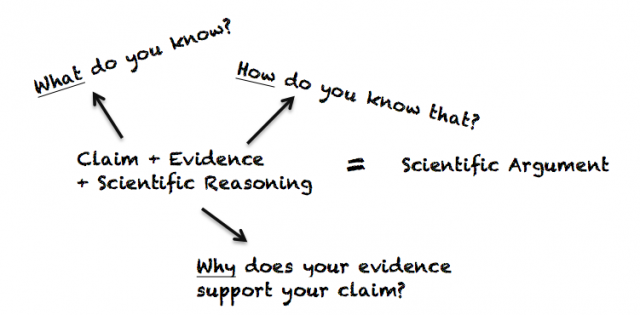 What do you know?
How do you know that?
Claim + Evidence
+ Scientific Reasoning
= Scientific Argument
Why does your evidence
support your claim?